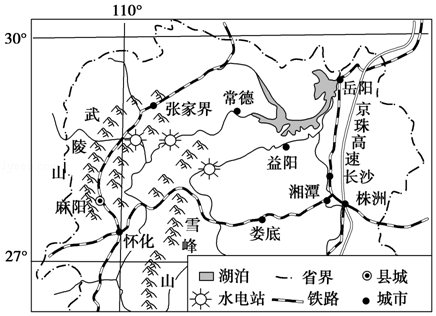 110°
30°
27°
武
陵
山
张家界
常德
岳阳
京
珠
高
速
长沙
益阳
湘潭
株洲
麻阳
怀化
雪
峰
山
娄底
湖泊
省界
县城
水电站
铁路
城市